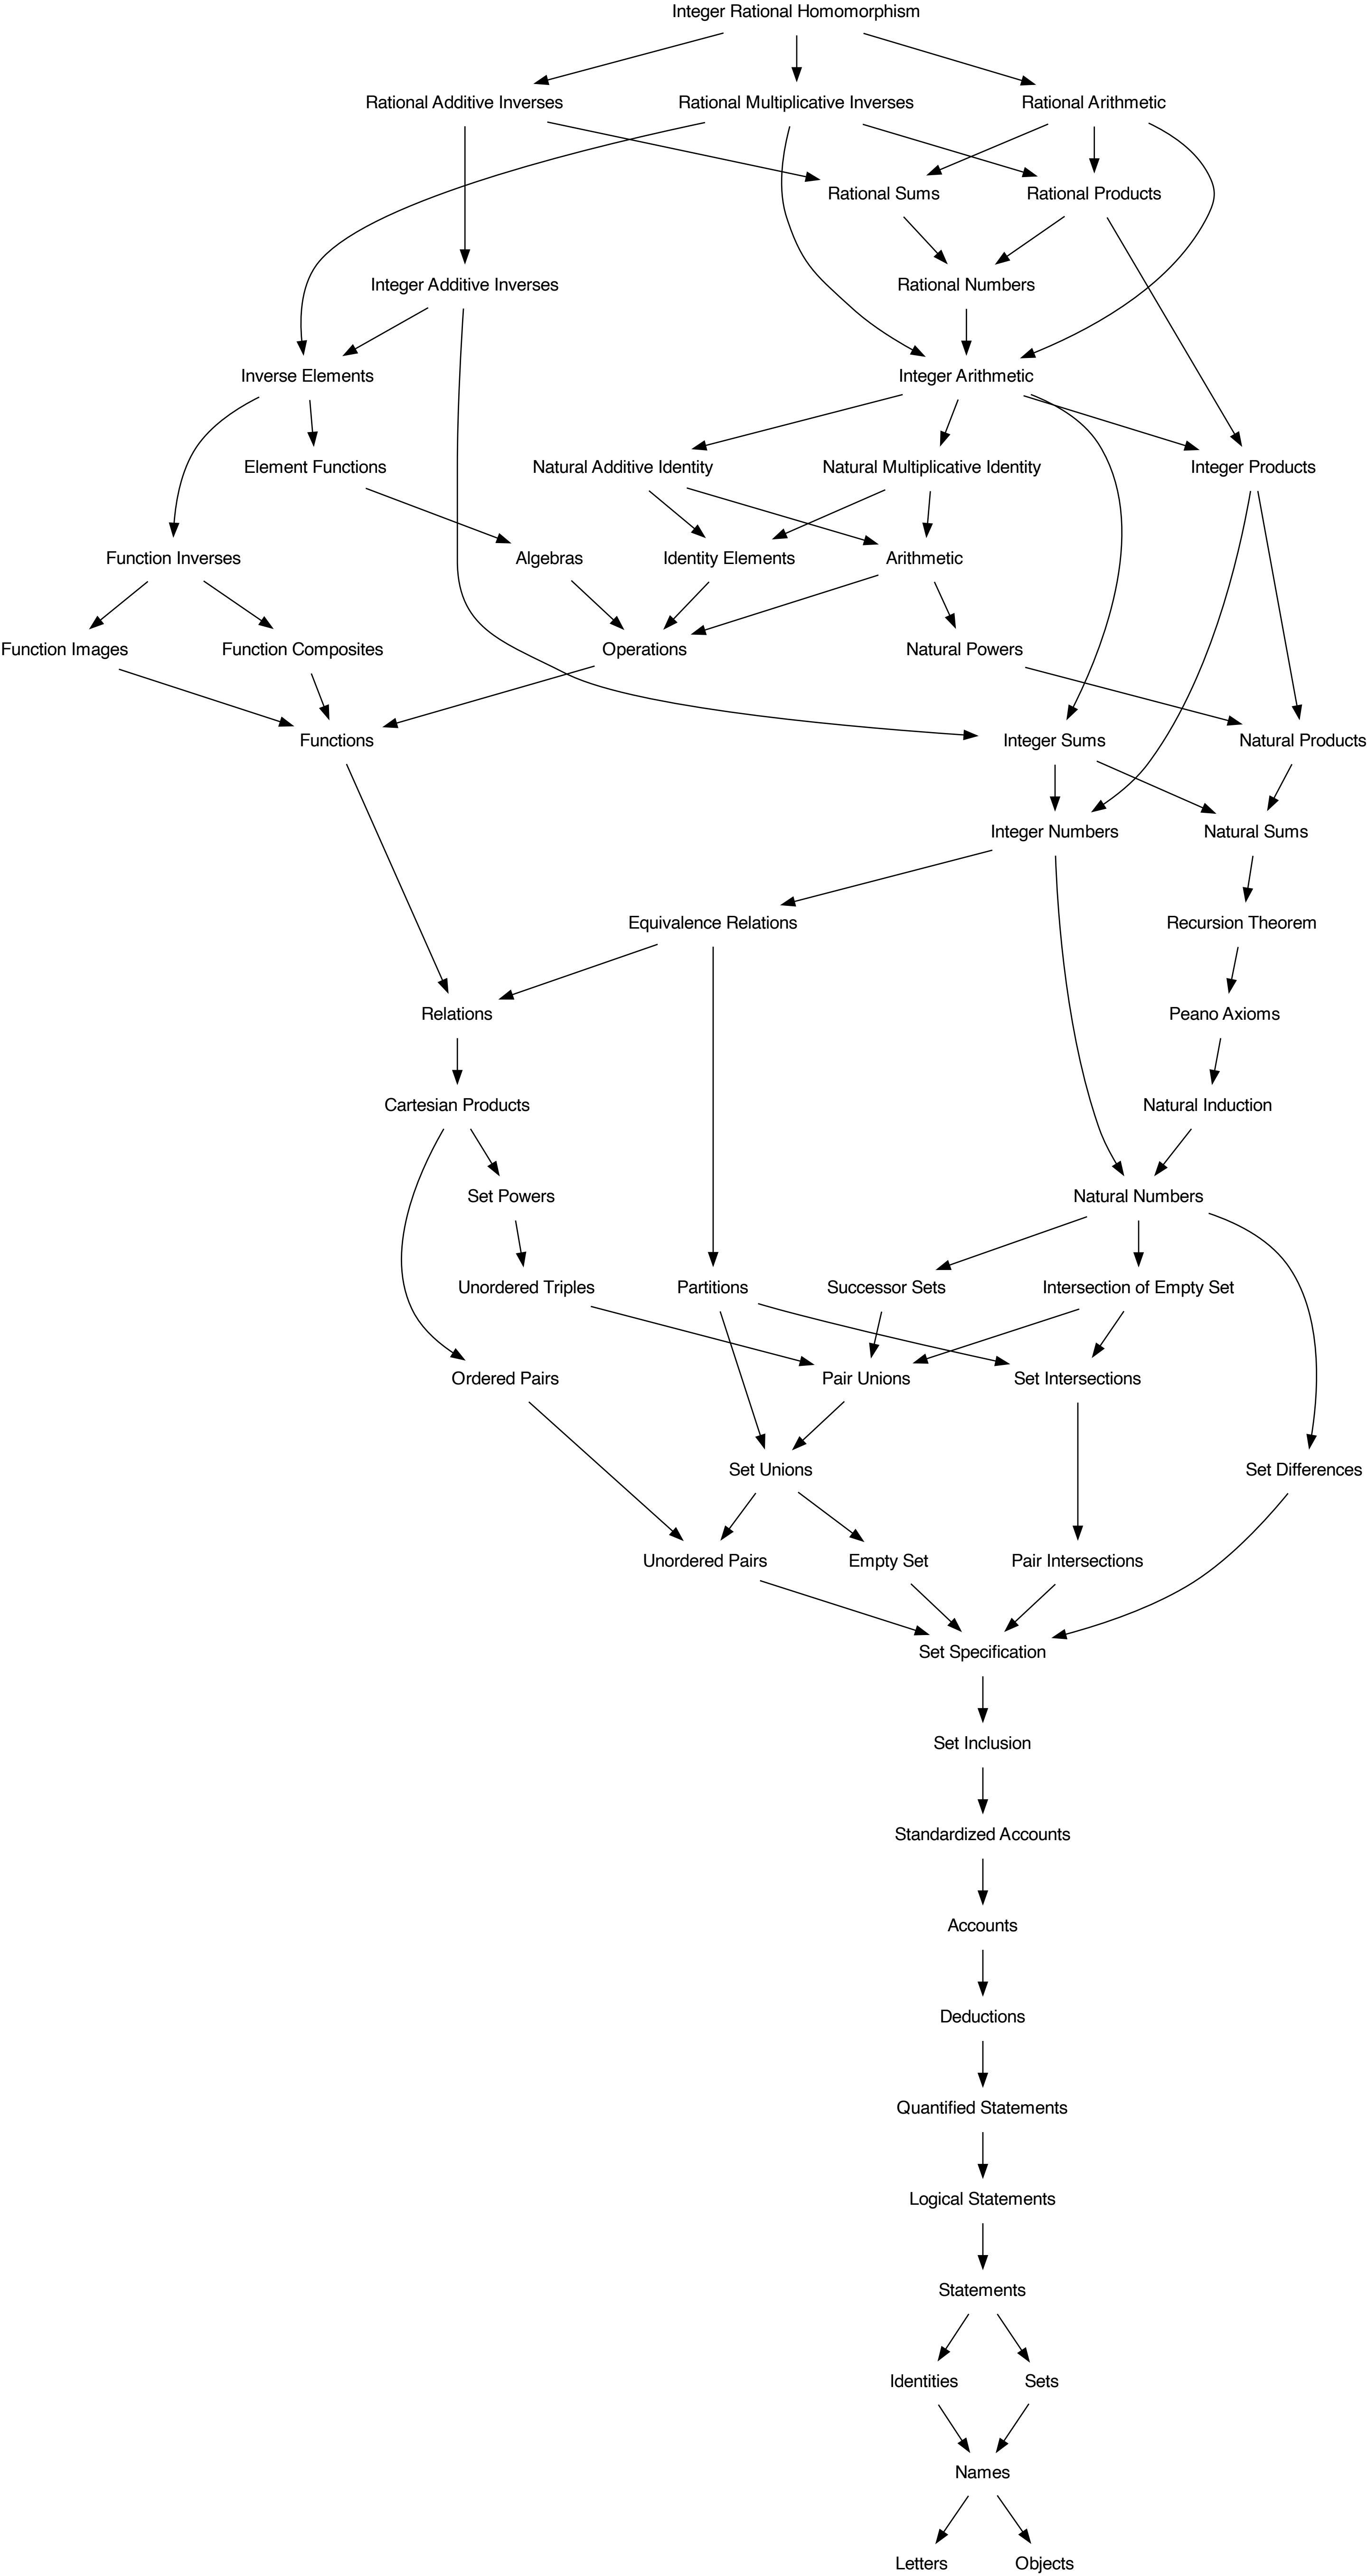 Integer Rational Homomorphism
Rational Additive Inverses
Rational Multiplicative Inverses
Rational Arithmetic
Rational Sums
Rational Products
Integer Additive Inverses
Rational Numbers
Inverse Elements
Integer Arithmetic
Element Functions
Natural Additive Identity
Natural Multiplicative Identity
Integer Products
Function Inverses
Algebras
Identity Elements
Arithmetic
Function Images
Function Composites
Operations
Natural Powers
Functions
Integer Sums
Natural Products
Integer Numbers
Natural Sums
Equivalence Relations
Recursion Theorem
Relations
Peano Axioms
Cartesian Products
Natural Induction
Set Powers
Natural Numbers
Unordered Triples
Partitions
Successor Sets
Intersection of Empty Set
Ordered Pairs
Pair Unions
Set Intersections
Set Unions
Set Differences
Unordered Pairs
Empty Set
Pair Intersections
Set Specification
Set Inclusion
Standardized Accounts
Accounts
Deductions
Quantified Statements
Logical Statements
Statements
Identities
Sets
Names
Letters
Objects